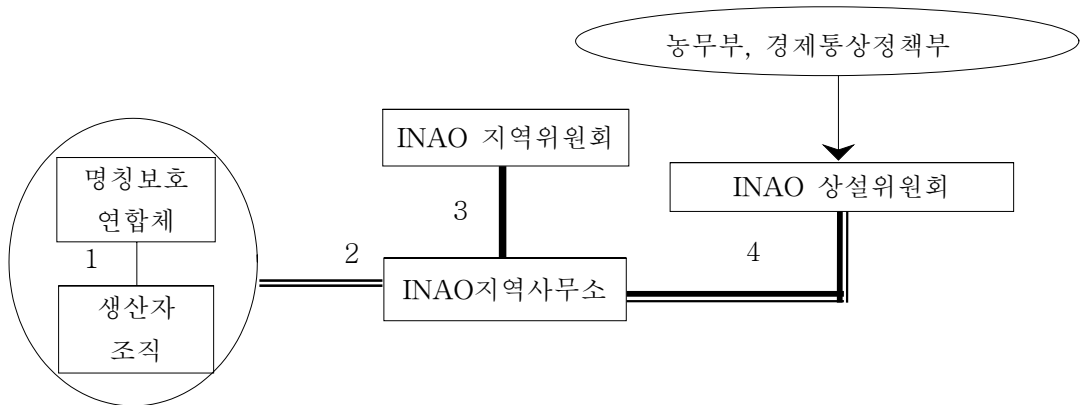 농무부, 경제통상정책부
INAO 지역위원회
INAO 상설위원회
명칭보호
연합체
1
생산자
조직
2
3
INAO지역사무소
4